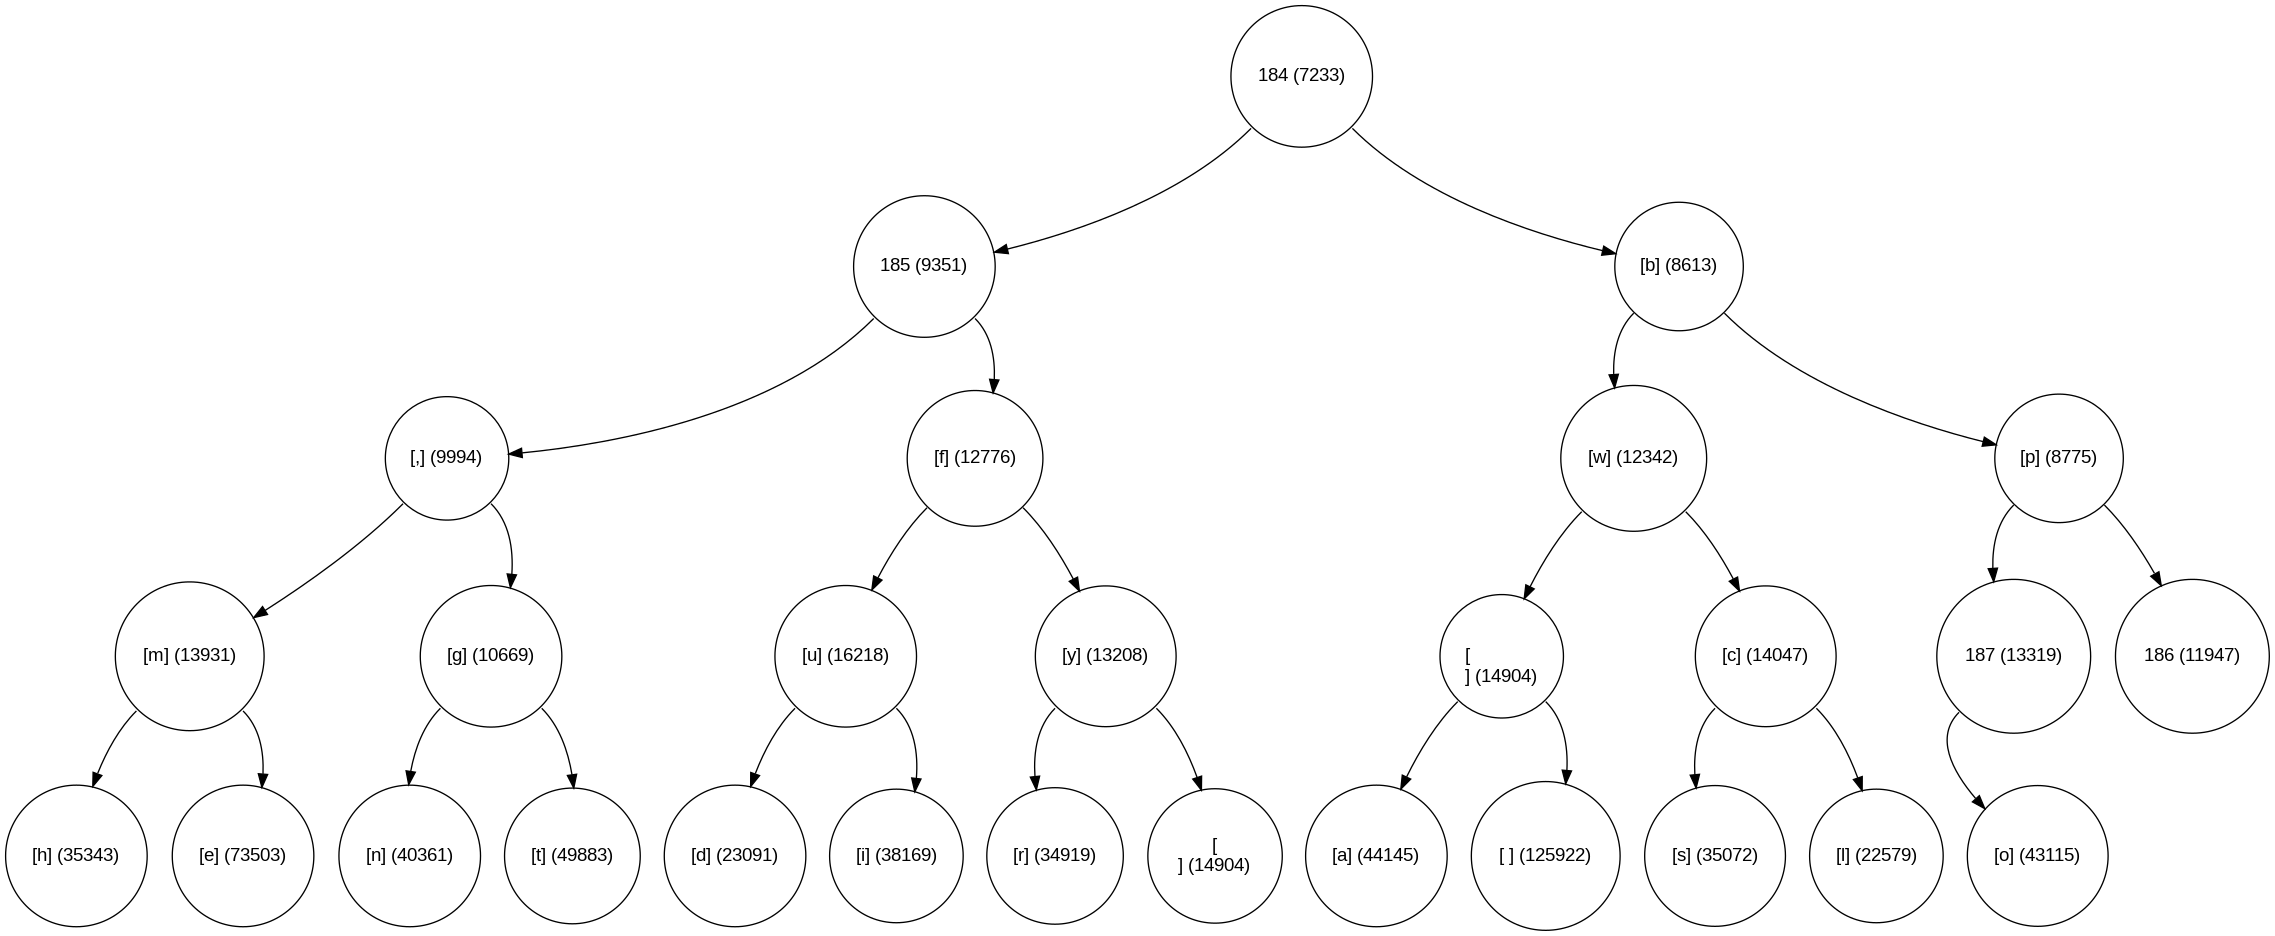 184 (7233)
185 (9351)
[b] (8613)
[,] (9994)
[f] (12776)
[w] (12342)
[p] (8775)
[m] (13931)
[g] (10669)
[u] (16218)
[y] (13208)
[
] (14904)
[c] (14047)
187 (13319)
186 (11947)
[h] (35343)
[e] (73503)
[n] (40361)
[t] (49883)
[d] (23091)
[i] (38169)
[r] (34919)
[
] (14904)
[a] (44145)
[ ] (125922)
[s] (35072)
[l] (22579)
[o] (43115)